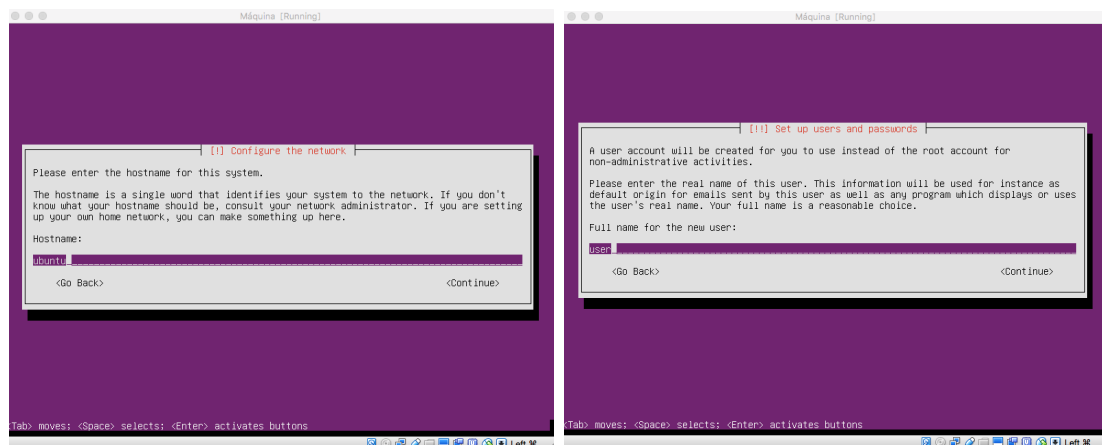 Máquina [Running]
[!] Configure the network
Please enter the hostname for this system.
The hostname is a single word that identifies your system to the network. If you don't
know what your hostname should be, consult your network administrator. If you are setting
up your own home network, you can make something up here.
Hostname:
ubuntu
<Go Back> <Continue>
<Tab> moves; <Space> selects; <Enter> activates buttons
Left ⌘
Máquina [Running]
[!!] Set up users and passwords
A user account will be created for you to use instead of the root account for
non-administrative activities.
Please enter the real name of this user. This information will be used for instance as
default origin for emails sent by this user as well as any program which displays or uses
the user's real name. Your full name is a reasonable choice.
Full name for the new user:
user
<Go Back> <Continue>
<Tab> moves; <Space> selects; <Enter> activates buttons
Left ⌘